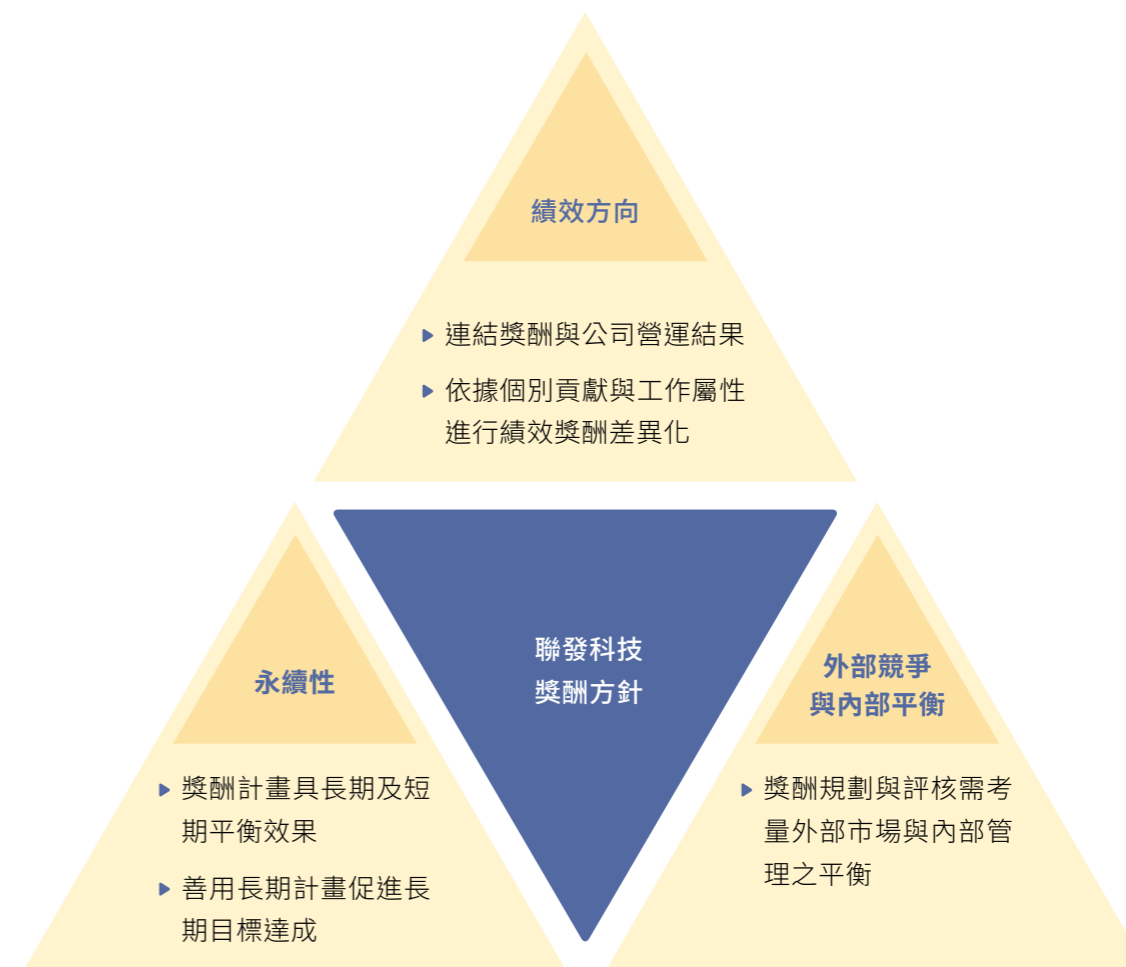 績效方向
連結獎酬與公司營運結果
依據個別貢獻與工作屬性
進行績效獎酬差異化
聯發科技
獎酬方針
永續性
獎酬計畫具長期及短
期平衡效果
善用長期計畫促進長
期目標達成
外部競爭
與內部平衡
獎酬規劃與評核需考
量外部市場與內部管
理之平衡